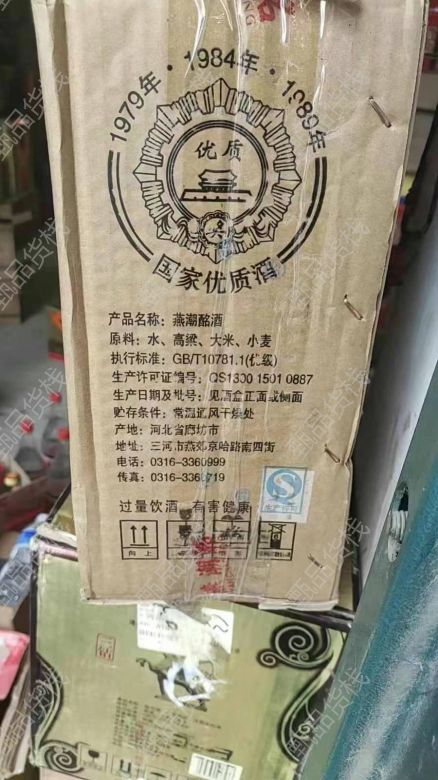 1979年·1984年·1989年
优质
国家优质酒
产品名称：燕潮酩酒
原料：水、高粱、大米、小麦
执行标准：GB/T10781.1(优级)
生产许可证编号：QS1300 1501 0887
生产日期及批号：见酒盒正面或侧面
贮存条件：常温通风干燥处
产地：河北省廊坊市
地址：三河市燕郊京哈路南四街
电话：0316-3360999
传真：0316-3360719
过量饮酒 有害健康
向上
甄品货栈